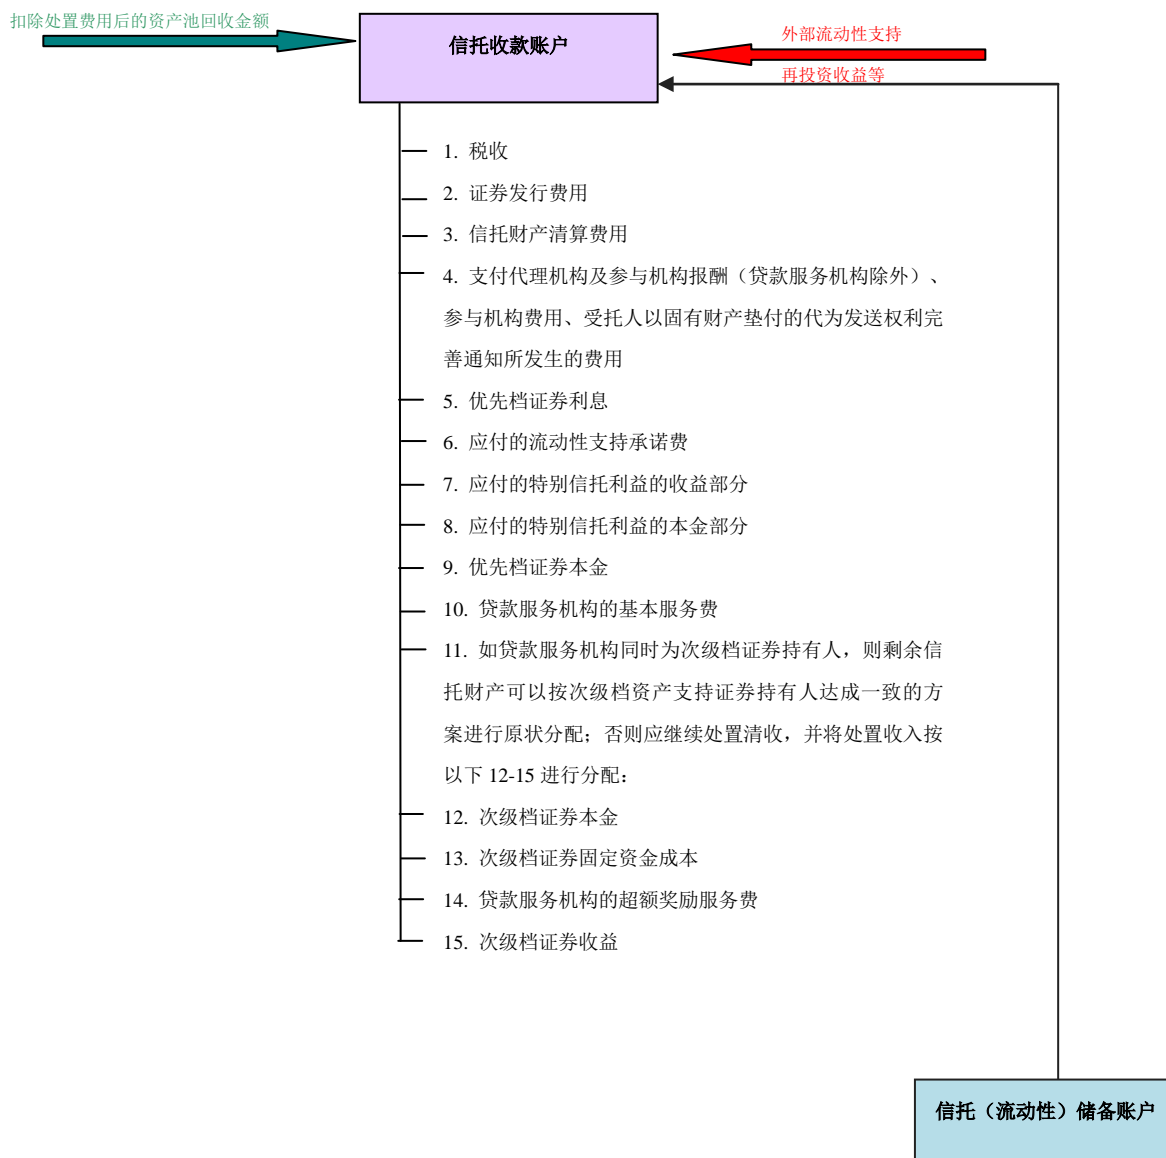 扣除处置费用后的资产池回收金额
信托收款账户
外部流动性支持
再投资收益等
1. 税收
2. 证券发行费用
3. 信托财产清算费用
4. 支付代理机构及参与机构报酬（贷款服务机构除外）、
参与机构费用、受托人以固有财产垫付的代为发送权利完
善通知所发生的费用
5. 优先档证券利息
6. 应付的流动性支持承诺费
7. 应付的特别信托利益的收益部分
8. 应付的特别信托利益的本金部分
9. 优先档证券本金
10. 贷款服务机构的基本服务费
11. 如贷款服务机构同时为次级档证券持有人，则剩余信
托财产可以按次级档资产支持证券持有人达成一致的方
案进行原状分配；否则应继续处置清收，并将处置收入按
以下 12-15 进行分配：
12. 次级档证券本金
13. 次级档证券固定资金成本
14. 贷款服务机构的超额奖励服务费
15. 次级档证券收益
信托（流动性）储备账户